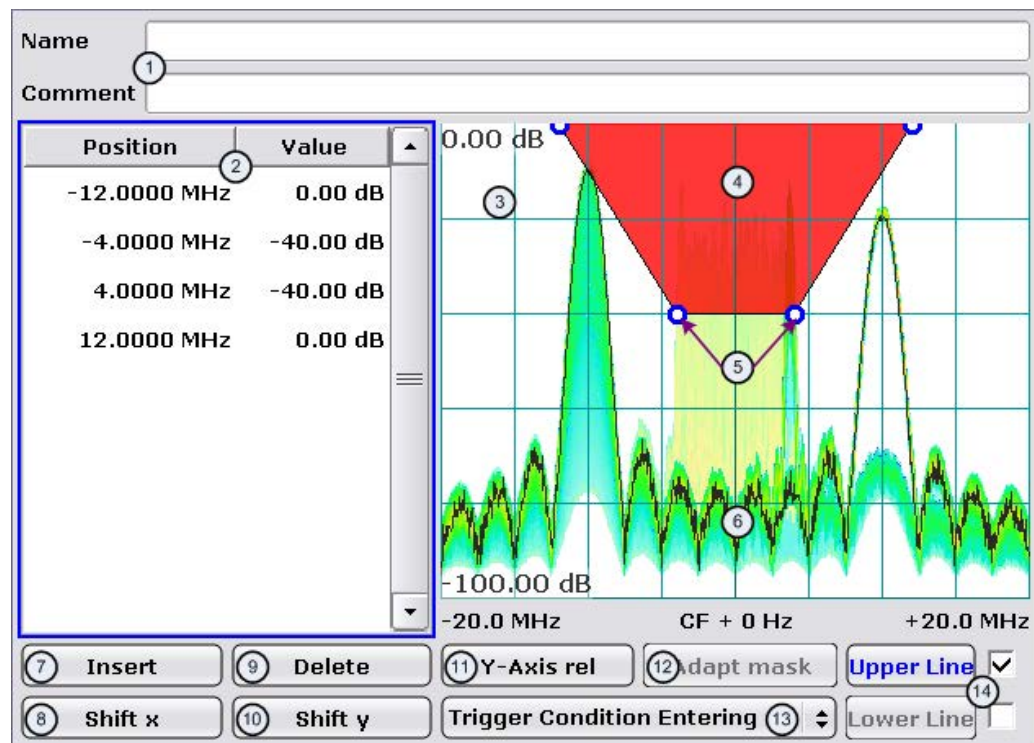 Name
1
Comment
Position 2 Value
-12.0000 MHz 0.00 dB
-4.0000 MHz -40.00 dB
4.0000 MHz -40.00 dB
12.0000 MHz 0.00 dB
0.00 dB
3
4
5
6
-100.00 dB
-20.0 MHz CF + 0 Hz +20.0 MHz
7 Insert 9 Delete 11 Y-Axis rel 12 Adapt mask Upper Line
14
8 Shift x 10 Shift y Trigger Condition Entering 13 Lower Line